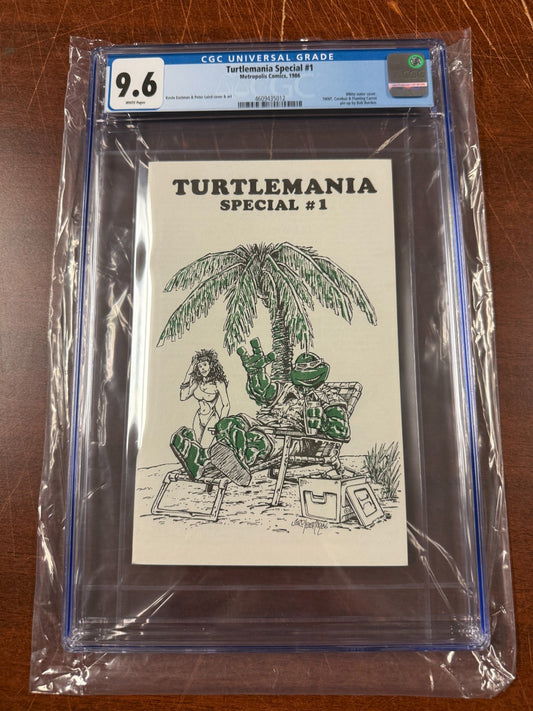 CGC UNIVERSAL GRADE
9.6
WHITE Pages
Turtlemania Special #1
Metropolis Comics, 1986
Kevin Eastman & Peter Laird cover & art
White outer cover.
TMNT, Cerebus & Flaming Carrot
pin-up by Bob Burden
4609435012
TURTLEMANIA
SPECIAL #1